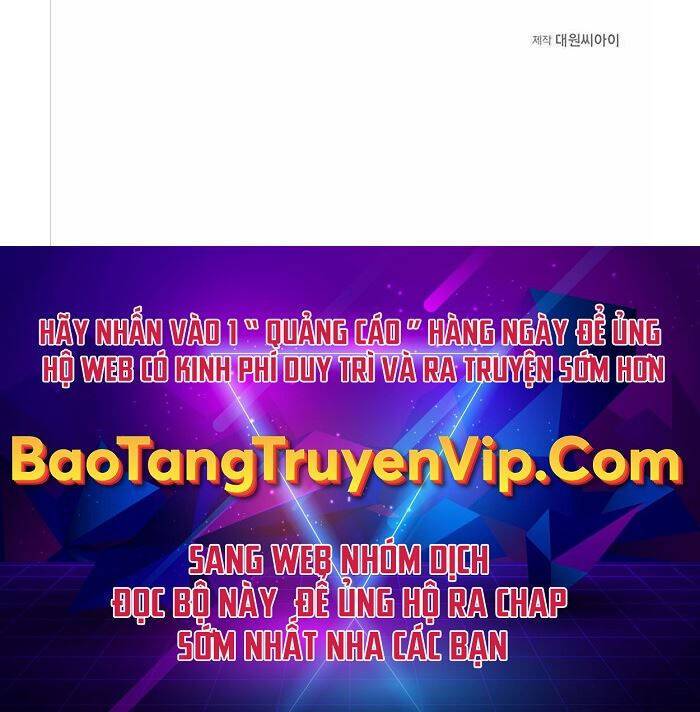 제작 대원씨아이
HÃY NHẤN VÀO 1 “ QUẢNG CÁO ” HÀNG NGÀY ĐỂ ỦNG
HỘ WEB CÓ KINH PHÍ DUY TRÌ VÀ RA TRUYỆN SỚM HƠN
BaoTangTruyenVip.Com
SANG WEB NHÓM DỊCH
ĐỌC BỘ NÀY ĐỂ ỦNG HỘ RA CHAP
SỚM NHẤT NHA CÁC BẠN